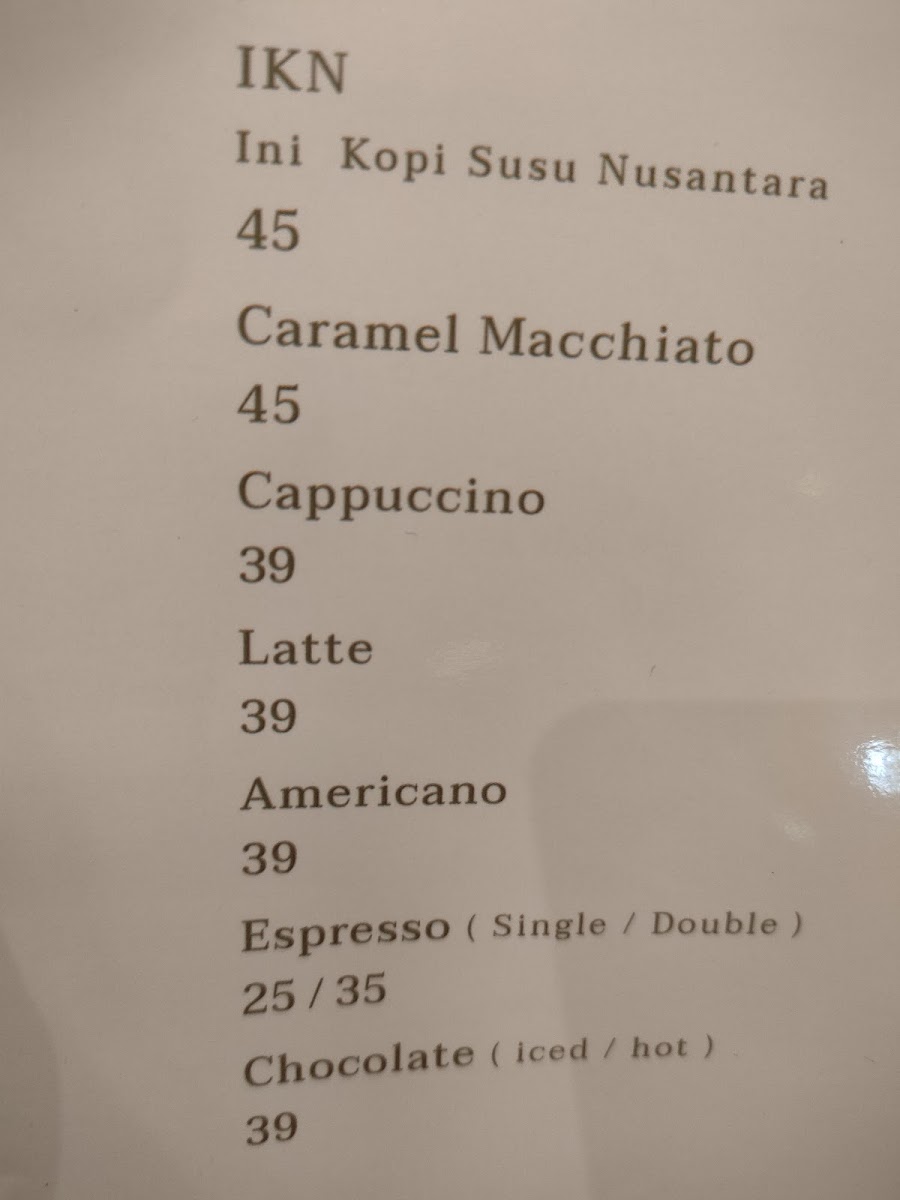 IKN
Ini Kopi Susu Nusantara
45
Caramel Macchiato
45
Cappuccino
39
Latte
39
Americano
39
Espresso ( Single / Double )
25 / 35
Chocolate ( iced / hot )
39